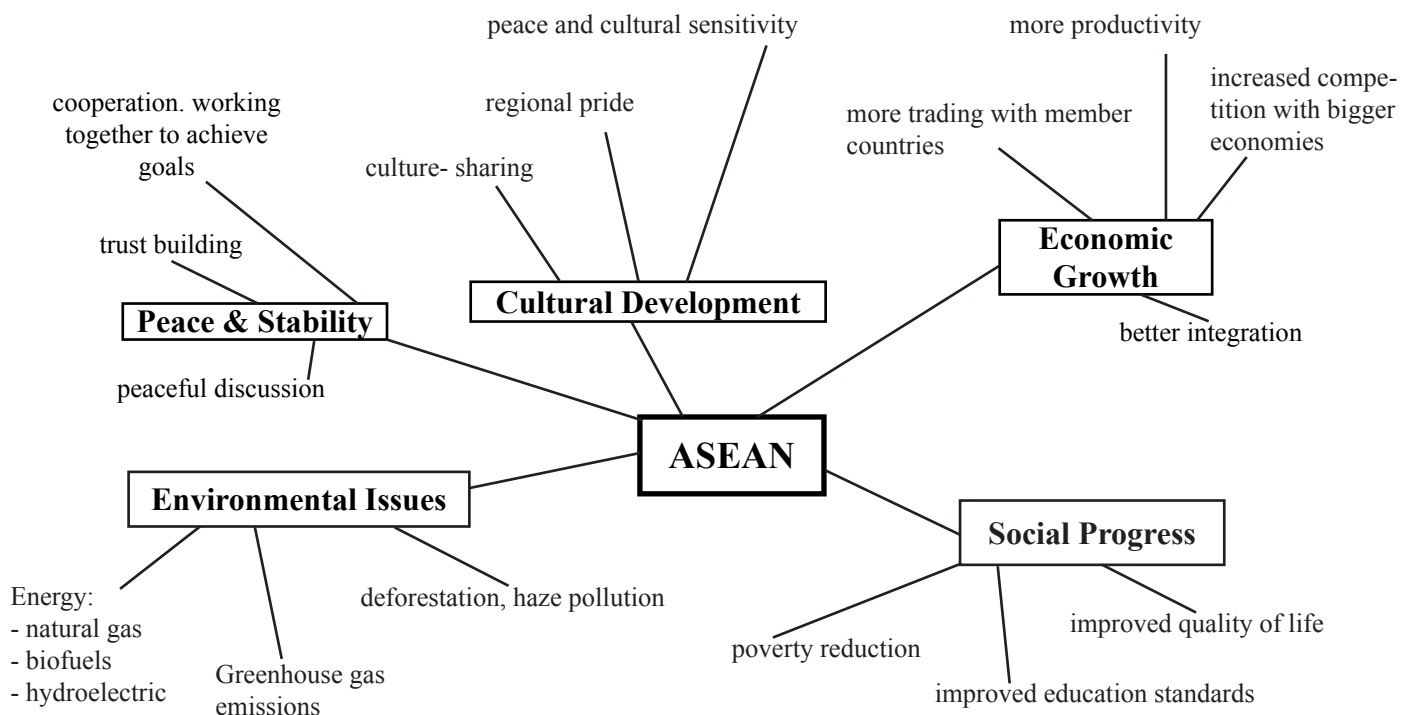 peace and cultural sensitivity
more productivity
cooperation. working
together to achieve
goals
regional pride
culture- sharing
more trading with member
countries
increased compe-
tition with bigger
economies
trust building
Peace & Stability
peaceful discussion
Cultural Development
Economic
Growth
better integration
ASEAN
Environmental Issues
Energy:
- natural gas
- biofuels
- hydroelectric
Greenhouse gas
emissions
deforestation, haze pollution
Social Progress
poverty reduction
improved education standards
improved quality of life